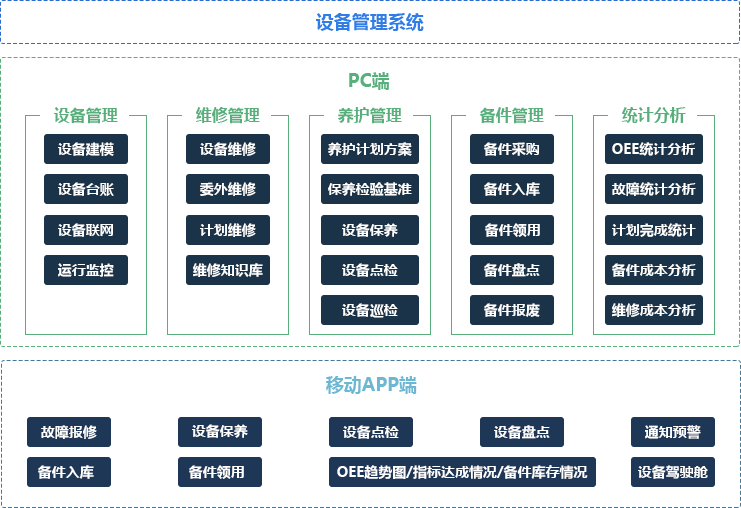 设备管理系统
PC端
设备管理
维修管理
养护管理
备件管理
统计分析
设备建模
设备维修
养护计划方案
备件采购
OEE统计分析
设备台账
委外维修
保养检验基准
备件入库
故障统计分析
设备联网
计划维修
设备保养
备件领用
计划完成统计
运行监控
维修知识库
设备点检
备件盘点
备件成本分析
设备巡检
备件报废
维修成本分析
移动APP端
故障报修
设备保养
设备点检
设备盘点
通知预警
备件入库
备件领用
OEE趋势图/指标达成情况/备件库存情况
设备驾驶舱